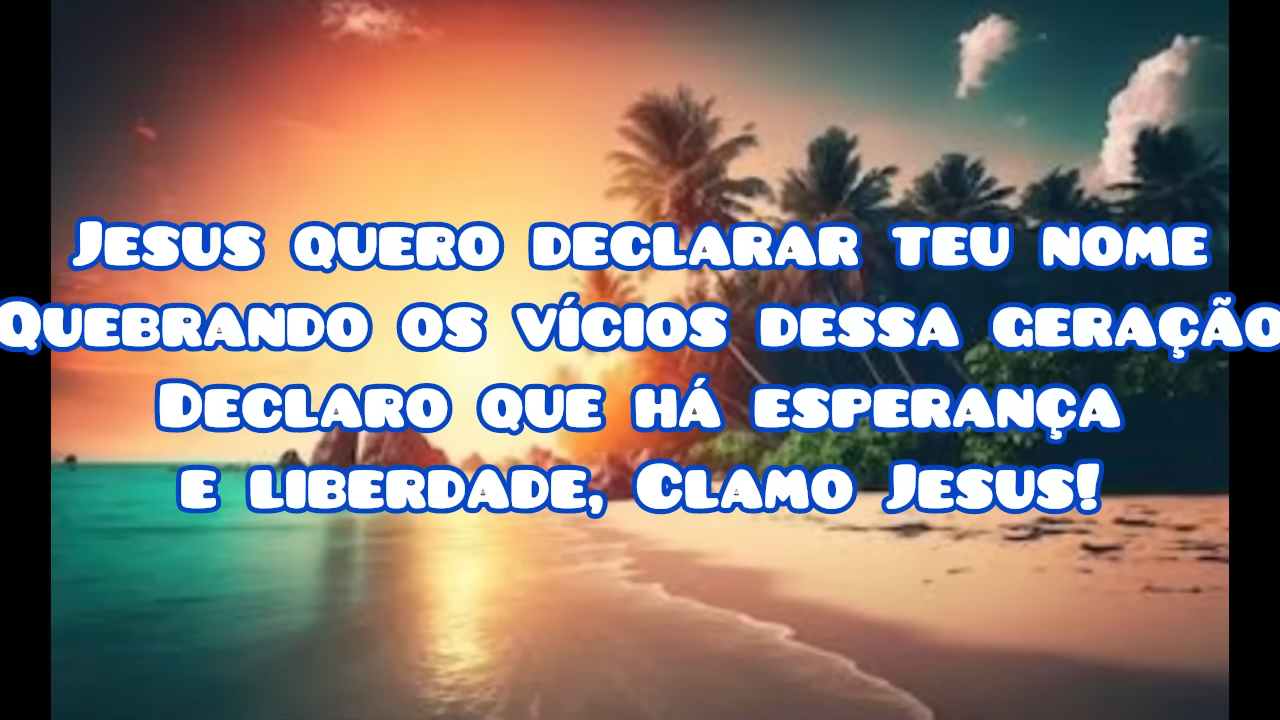 Jesus quero declarar teu nome
Quebrando os vícios dessa geração
Declaro que há esperança
e liberdade, Clamo Jesus!